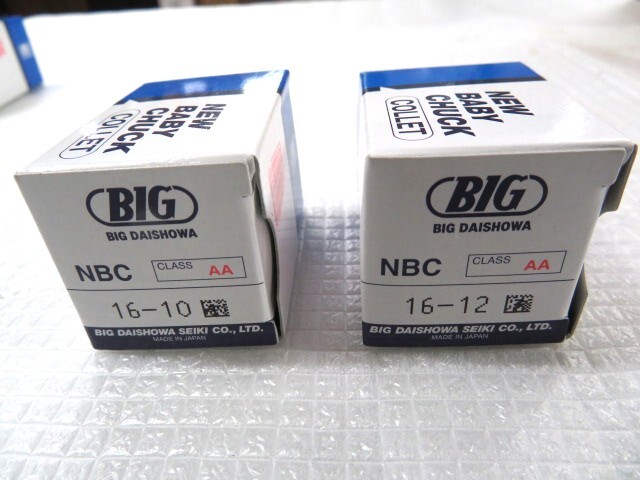 NEW
BABY
CHUCK
COLLET
BIG
BIG DAISHOWA
NBC
CLASS AA
16-10
BIG DAISHOWA SEIKI CO., LTD.
MADE IN JAPAN
NEW
BABY
CHUCK
COLLET
BIG
BIG DAISHOWA
NBC
CLASS AA
16-12
BIG DAISHOWA SEIKI CO., LTD.
MADE IN JAPAN